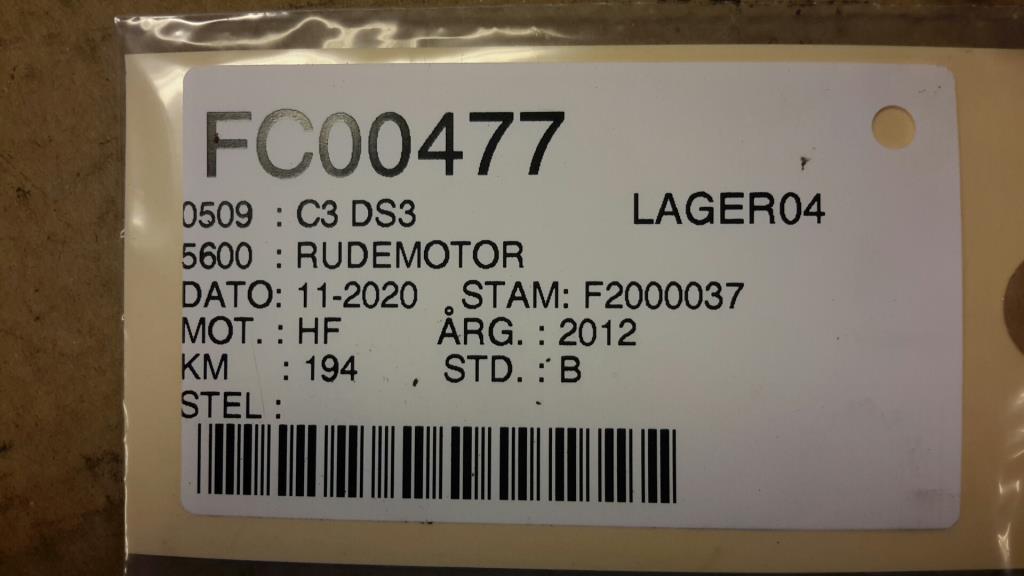 FC00477
0509 : C3 DS3 LAGER04
5600 : RUDEMOTOR
DATO: 11-2020 STAM: F2000037
MOT. : HF ÅRG. : 2012
KM : 194 STD. : B
STEL :